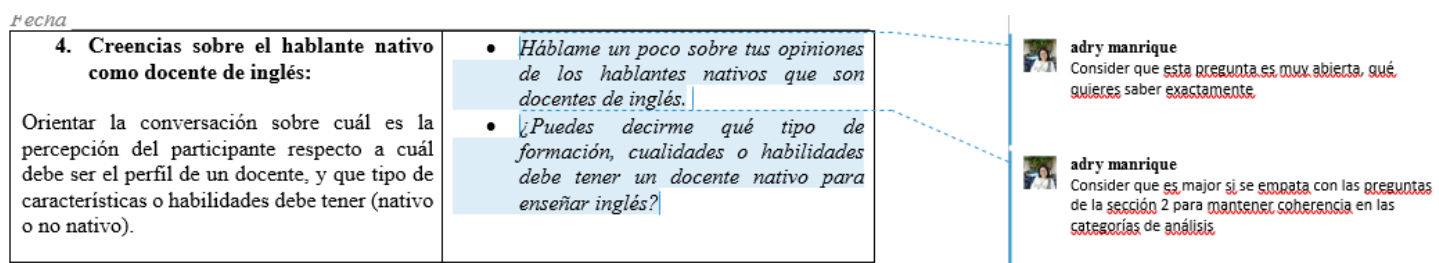 Fecha
4. Creencias sobre el hablante nativo
como docente de inglés:
Orientar la conversación sobre cuál es la
percepción del participante respecto a cuál
debe ser el perfil de un docente, y que tipo de
características o habilidades debe tener (nativo
o no nativo).
• Háblame un poco sobre tus opiniones
de los hablantes nativos que son
docentes de inglés.
• ¿Puedes decirme qué tipo de
formación, cualidades o habilidades
debe tener un docente nativo para
enseñar inglés?
adry manrique
Consider que esta pregunta es muy abierta, qué
quieres saber exactamente
adry manrique
Consider que es major si se empata con las preguntas
de la sección 2 para mantener coherencia en las
categorías de análisis